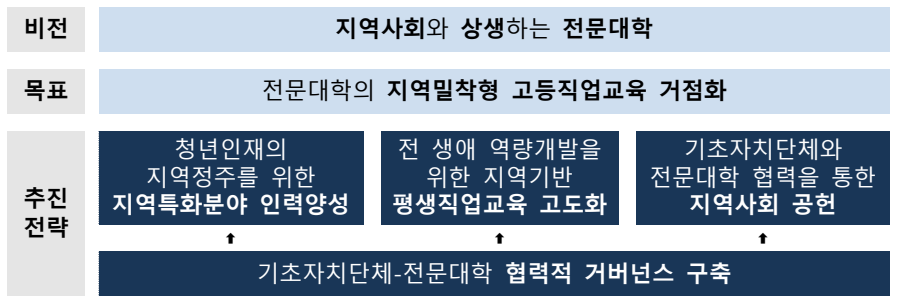 비전
지역사회와 상생하는 전문대학
목표
전문대학의 지역밀착형 고등직업교육 거점화
추진
전략
청년인재의
지역정주를 위한
지역특화분야 인력양성
전 생애 역량개발을
위한 지역기반
평생직업교육 고도화
기초자치단체와
전문대학 협력을 통한
지역사회 공헌
기초자치단체-전문대학 협력적 거버넌스 구축